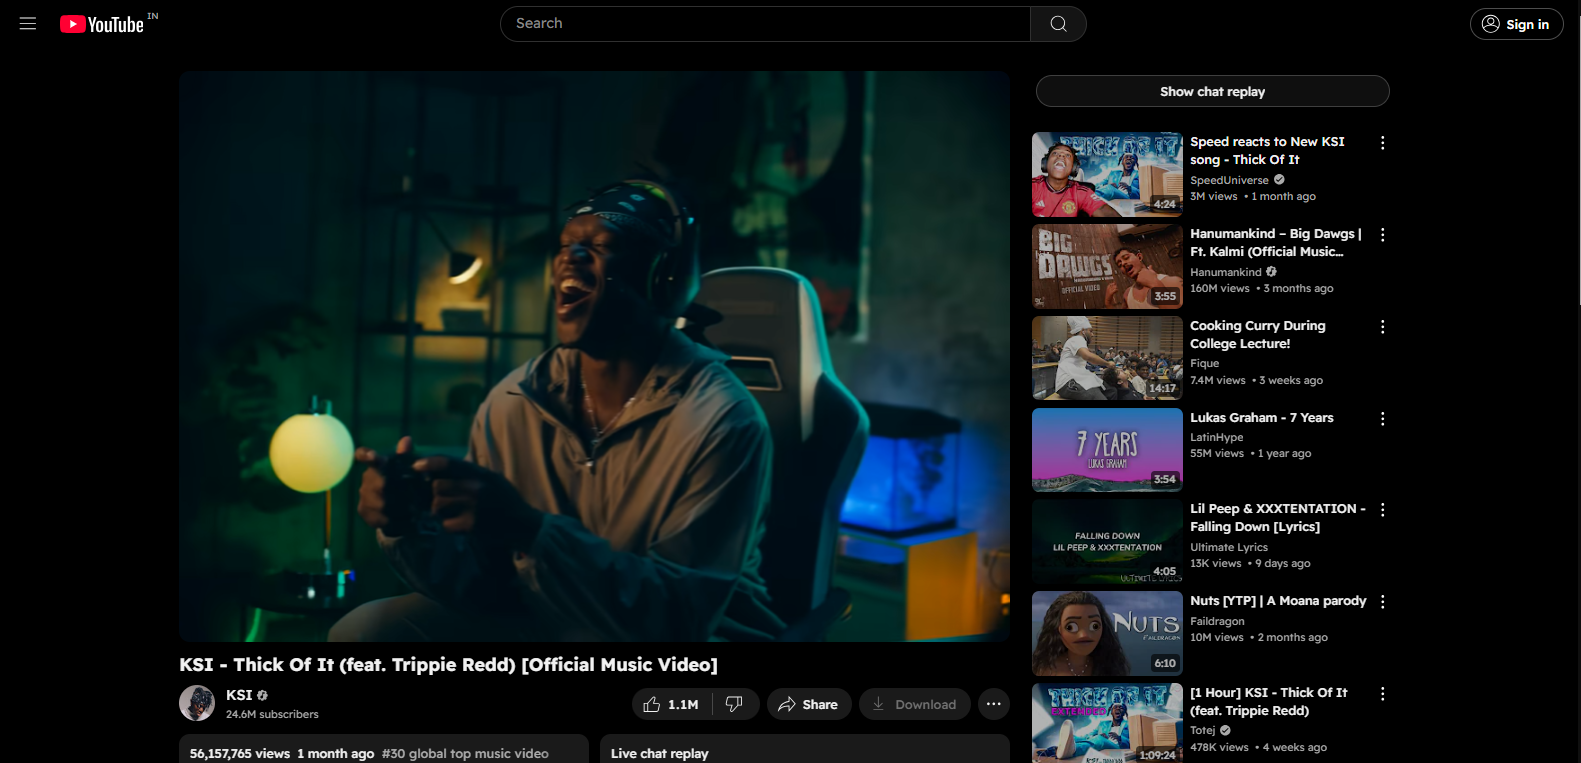 YouTube IN
Search
Sign in
Show chat replay
THICK OF IT
4:24
Speed reacts to New KSI
song - Thick Of It
SpeedUniverse
3M views • 1 month ago
BIG
DAWGS
OFFICIAL VIDEO
3:55
Hanumankind – Big Dawgs |
Ft. Kalmi (Official Music...
Hanumankind
160M views • 3 months ago
14:17
Cooking Curry During
College Lecture!
Fique
7.4M views • 3 weeks ago
7 YEARS
LUKAS GRAHAM
3:54
Lukas Graham - 7 Years
LatinHype
55M views • 1 year ago
FALLING DOWN
LIL PEEP & XXXTENTATION
4:05
ULTIMATE LYRICS
Lil Peep & XXXTENTATION -
Falling Down [Lyrics]
Ultimate Lyrics
13K views • 9 days ago
NUTS
FAILDRAGON
6:10
Nuts [YTP] | A Moana parody
Faildragon
10M views • 2 months ago
THICK OF IT
EXTENDED
1:09:24
[1 Hour] KSI - Thick Of It
(feat. Trippie Redd)
Totej
478K views • 4 weeks ago
KSI - Thick Of It (feat. Trippie Redd) [Official Music Video]
KSI
24.6M subscribers
1.1M
Share
Download
56,157,765 views 1 month ago #30 global top music video
Live chat replay